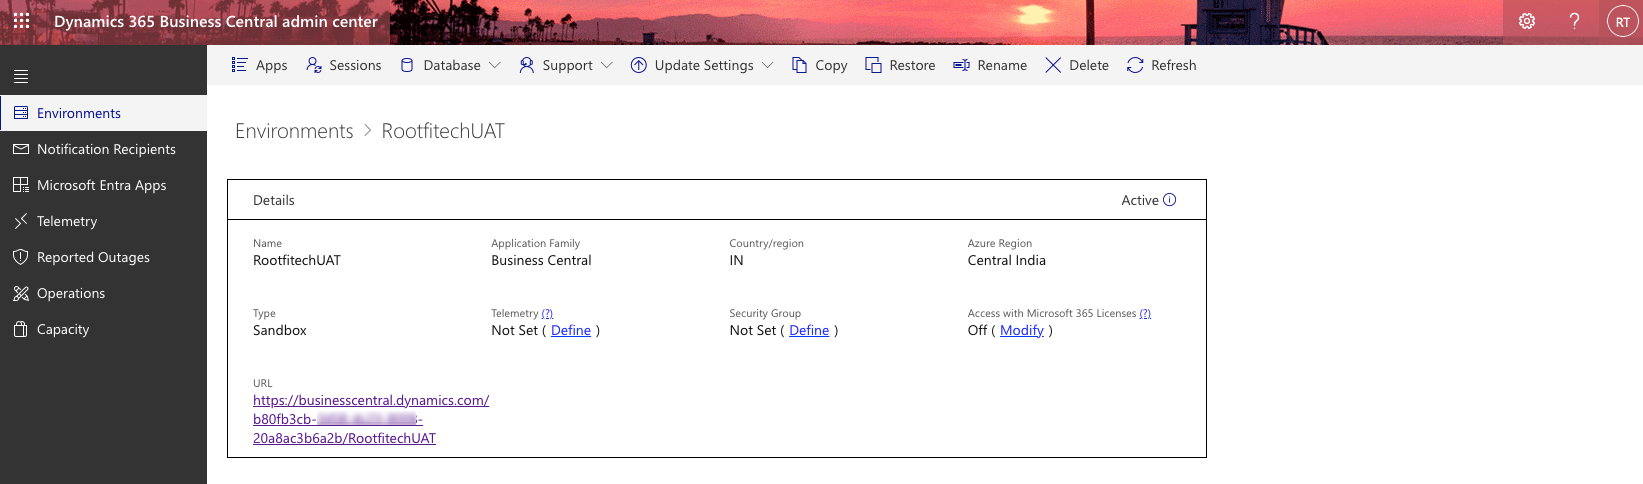 Dynamics 365 Business Central admin center
? RT
Apps Sessions Database Support Update Settings Copy Restore Rename Delete Refresh
Environments
Notification Recipients
Microsoft Entra Apps
Telemetry
Reported Outages
Operations
Capacity
Environments > RootfitechUAT
Details Active
Name Application Family Country/region Azure Region
RootfitechUAT Business Central IN Central India
Type Telemetry (?) Security Group Access with Microsoft 365 Licenses (?)
Sandbox Not Set ( Define ) Not Set ( Define ) Off ( Modify )
URL
https://businesscentral.dynamics.com/
b80fb3cb-
20a8ac3b6a2b/RootfitechUAT